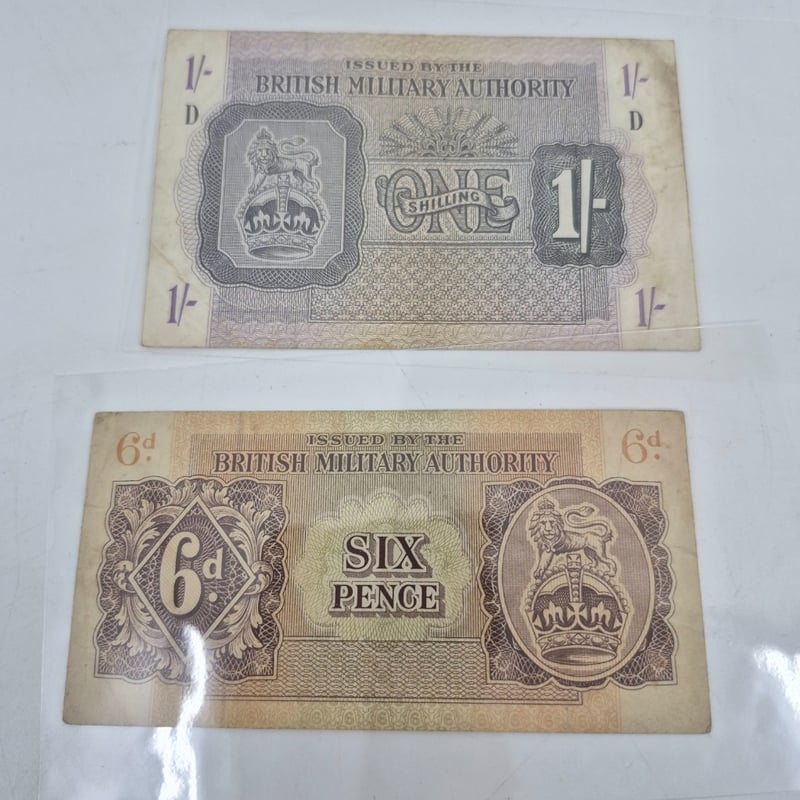 1/- ISSUED BY THE 1/-
BRITISH MILITARY AUTHORITY
D D
ONE
SHILLING
1/-
1/- 1/-
6d. ISSUED BY THE 6d.
BRITISH MILITARY AUTHORITY
6d.
SIX
PENCE